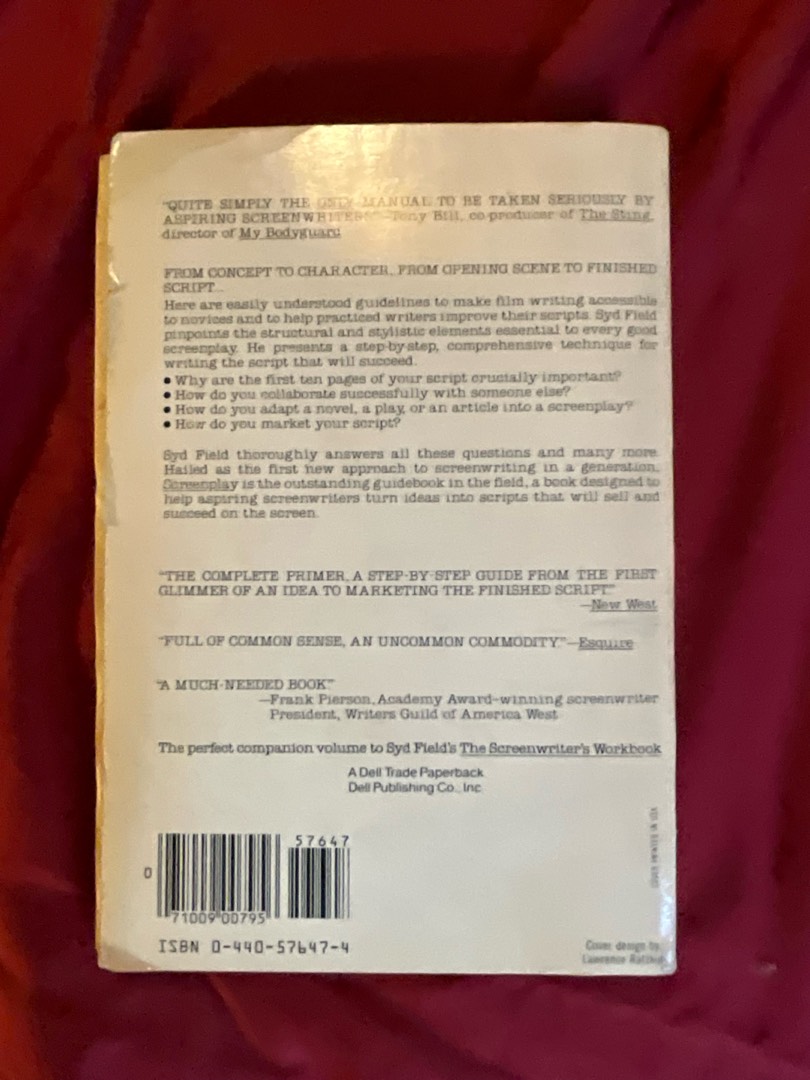 "QUITE SIMPLY THE ONLY MANUAL TO BE TAKEN SERIOUSLY BY
ASPIRING SCREENWRITERS."—Tony Bill, co-producer of The Sting,
director of My Bodyguard
FROM CONCEPT TO CHARACTER, FROM OPENING SCENE TO FINISHED
SCRIPT...
Here are easily understood guidelines to make film writing accessible
to novices and to help practiced writers improve their scripts. Syd Field
pinpoints the structural and stylistic elements essential to every good
screenplay. He presents a step-by-step, comprehensive technique for
writing the script that will succeed.
• Why are the first ten pages of your script crucially important?
• How do you collaborate successfully with someone else?
• How do you adapt a novel, a play, or an article into a screenplay?
• How do you market your script?
Syd Field thoroughly answers all these questions and many more.
Hailed as the first new approach to screenwriting in a generation,
Screenplay is the outstanding guidebook in the field, a book designed to
help aspiring screenwriters turn ideas into scripts that will sell and
succeed on the screen.
"THE COMPLETE PRIMER, A STEP-BY-STEP GUIDE FROM THE FIRST
GLIMMER OF AN IDEA TO MARKETING THE FINISHED SCRIPT."
—New West
"FULL OF COMMON SENSE, AN UNCOMMON COMMODITY."—Esquire
"A MUCH-NEEDED BOOK."
—Frank Pierson, Academy Award-winning screenwriter
President, Writers Guild of America West
The perfect companion volume to Syd Field's The Screenwriter's Workbook
A Dell Trade Paperback
Dell Publishing Co., Inc.
57647
0
71009 00795
ISBN 0-440-57647-4
COVER PRINTED IN USA
Cover design by
Lawrence